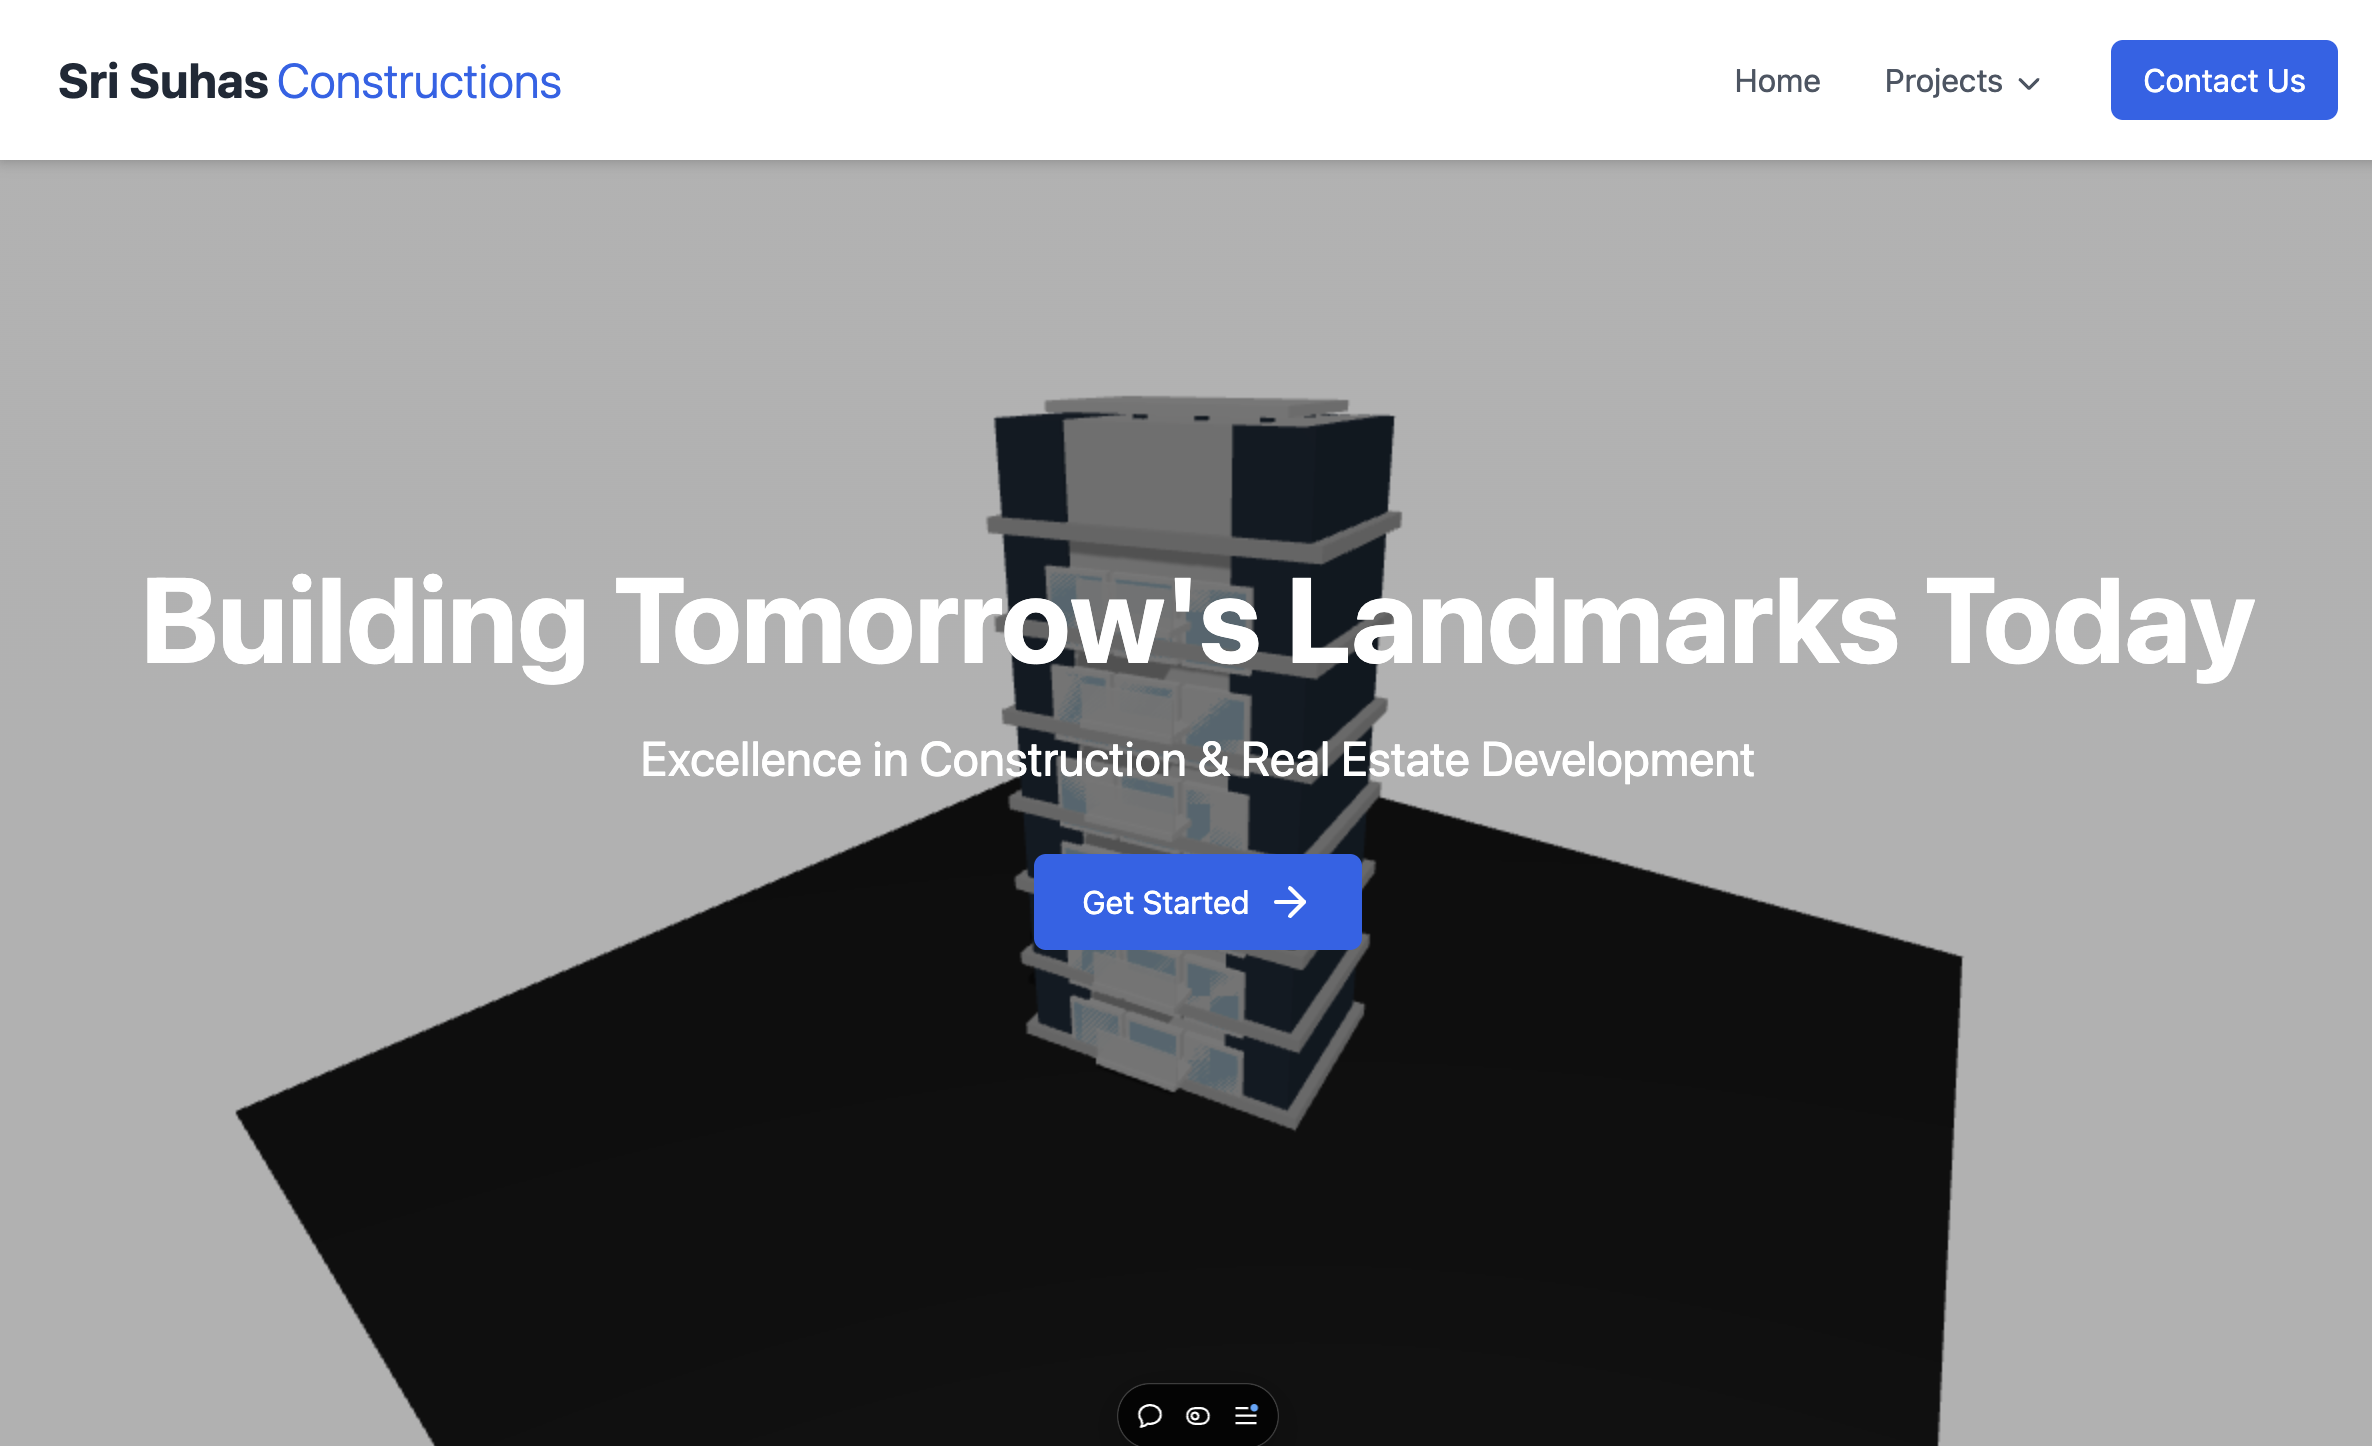 Sri Suhas Constructions
Home
Projects
Contact Us
Building Tomorrow's Landmarks Today
Excellence in Construction & Real Estate Development
Get Started